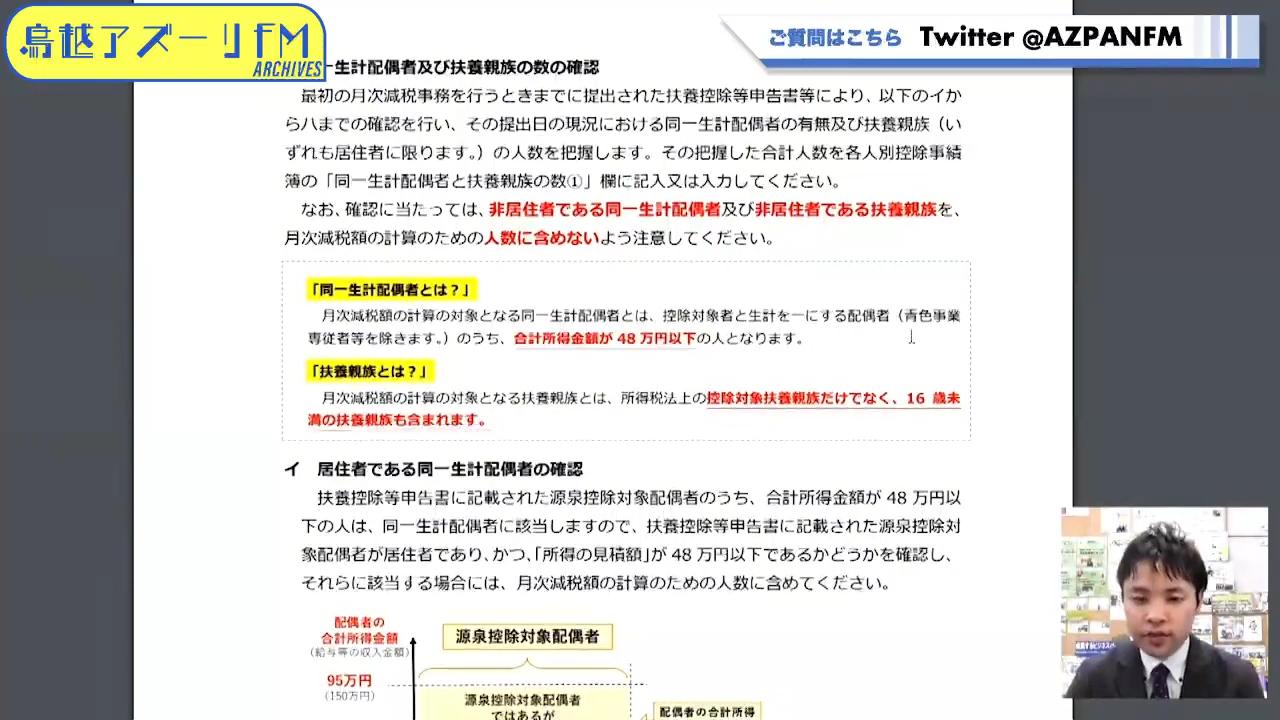 鳥越アズーリFM
ARCHIVES
ご質問はこちら Twitter @AZPANFM
一生計配偶者及び扶養親族の数の確認
最初の月次減税事務を行うときまでに提出された扶養控除等申告書等により、以下のイか
らハまでの確認を行い、その提出日の現況における同一生計配偶者の有無及び扶養親族（い
ずれも居住者に限ります。）の人数を把握します。その把握した合計人数を各人別控除事績
簿の「同一生計配偶者と扶養親族の数①」欄に記入又は入力してください。
なお、確認に当たっては、非居住者である同一生計配偶者及び非居住者である扶養親族を、
月次減税額の計算のための人数に含めないよう注意してください。
「同一生計配偶者とは？」
月次減税額の計算の対象となる同一生計配偶者とは、控除対象者と生計を一にする配偶者（青色事業
専従者等を除きます。）のうち、合計所得金額が 48 万円以下の人となります。
「扶養親族とは？」
月次減税額の計算の対象となる扶養親族とは、所得税法上の控除対象扶養親族だけでなく、16 歳未
満の扶養親族も含まれます。
イ 居住者である同一生計配偶者の確認
扶養控除等申告書に記載された源泉控除対象配偶者のうち、合計所得金額が 48 万円以
下の人は、同一生計配偶者に該当しますので、扶養控除等申告書に記載された源泉控除対
象配偶者が居住者であり、かつ、「所得の見積額」が 48 万円以下であるかどうかを確認し、
それらに該当する場合には、月次減税額の計算のための人数に含めてください。
配偶者の
合計所得金額
（給与等の収入金額）
源泉控除対象配偶者
95万円
（150万円）
源泉控除対象配偶者
ではあるが
配偶者の合計所得